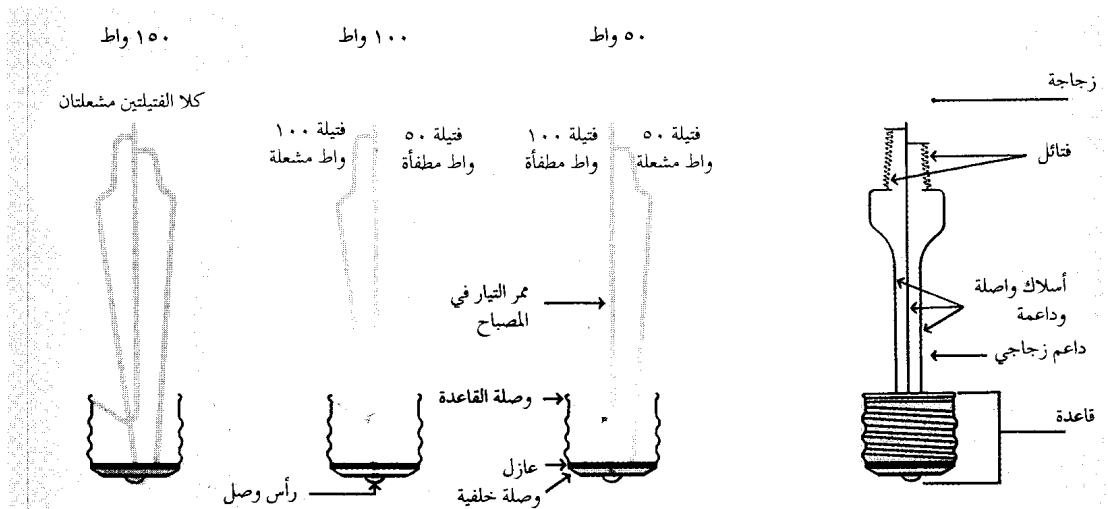 ٥٠ واط
١٠٠ واط
١٥٠ واط
زجاجة
كلا الفتيلتين مشعلتان
فتيلة ٥٠
واط مشعلة
فتيلة ١٠٠
واط مطفأة
فتيلة ٥٠
واط مطفأة
فتيلة ١٠٠
واط مشعلة
فتائل
أسلاك واصلة
وداعمة
ممر التيار في
المصباح
داعم زجاجي
وصلة القاعدة
قاعدة
عازل
وصلة خلفية
رأس وصل